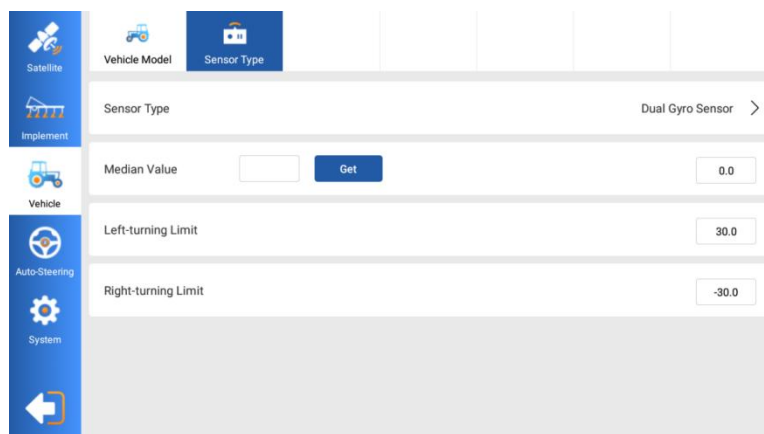 Satellite
Vehicle Model
Sensor Type
Implement
Sensor Type
Dual Gyro Sensor
Vehicle
Median Value
Get
0.0
Auto-Steering
Left-turning Limit
30.0
System
Right-turning Limit
-30.0